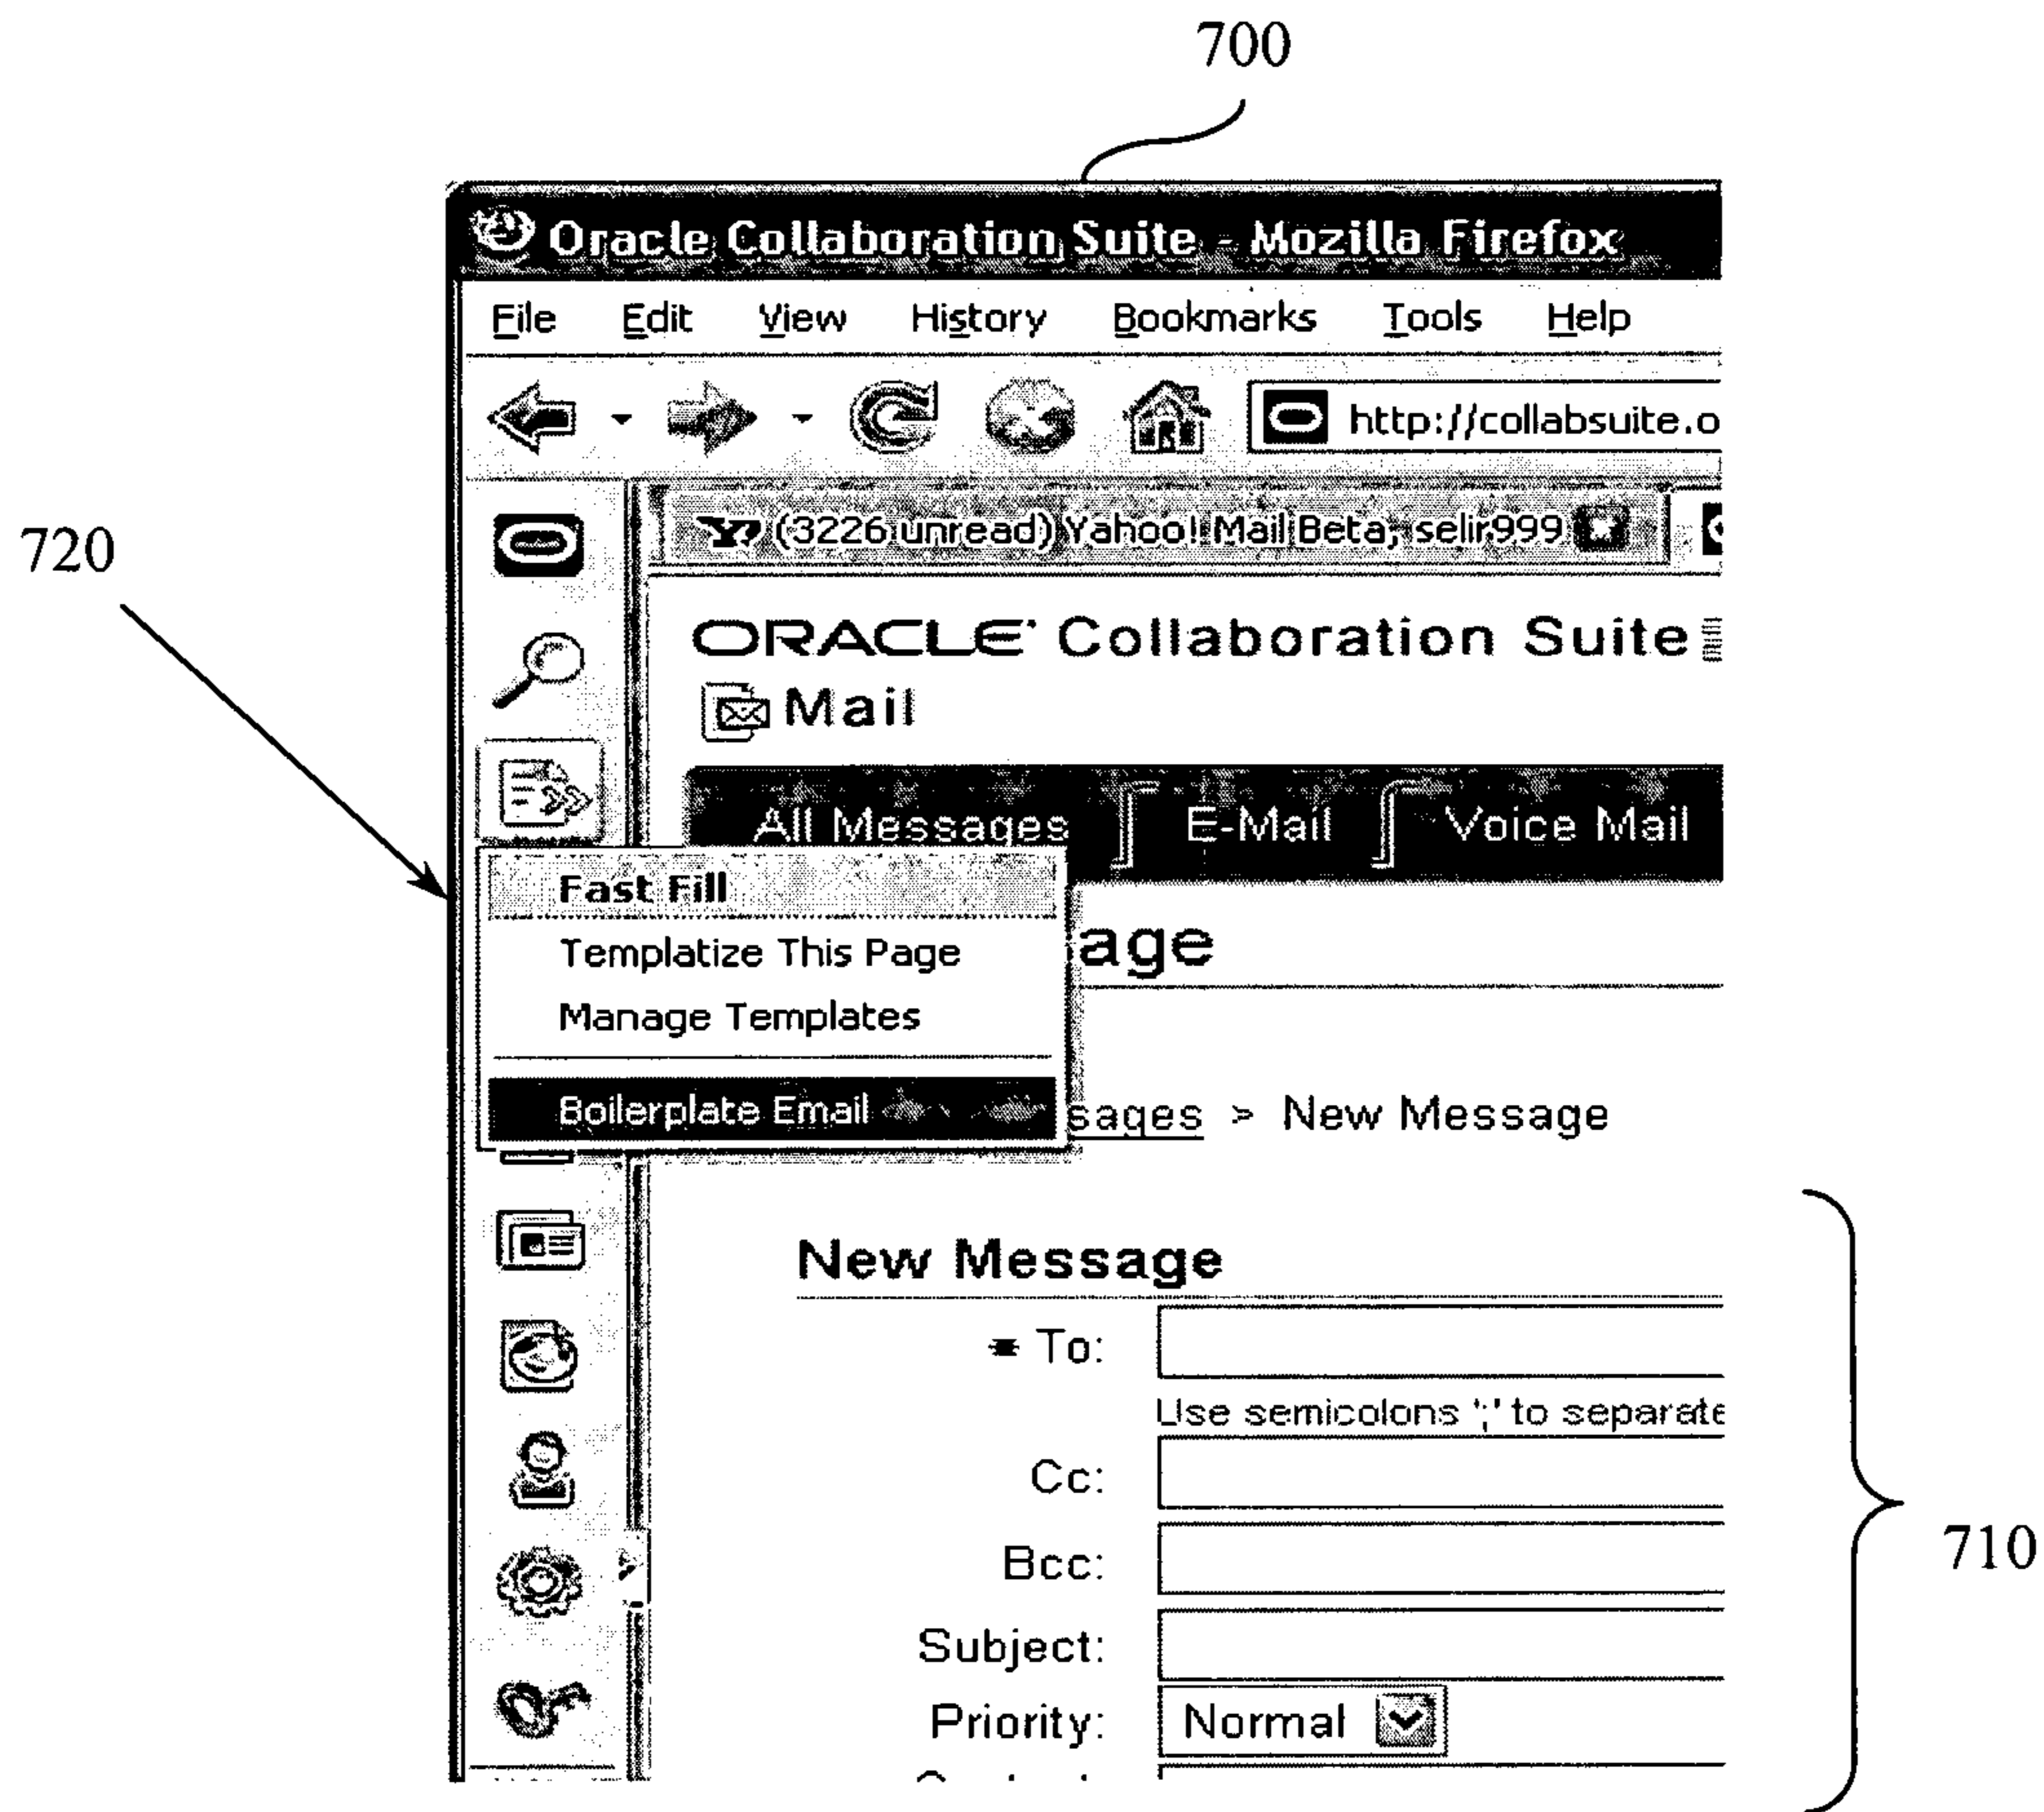 700
Oracle Collaboration Suite - Mozilla Firefox
File Edit View History Bookmarks Tools Help
http://collabsuite.o
720
(3226 unread) Yahoo! Mail Beta, selir999
ORACLE Collaboration Suite
Mail
All Messages E-Mail Voice Mail
Fast Fill
Templatize This Page
age
Manage Templates
Boilerplate Email
sages > New Message
New Message
* To:
Use semicolons ';' to separate
Cc:
Bcc:
710
Subject:
Priority: Normal